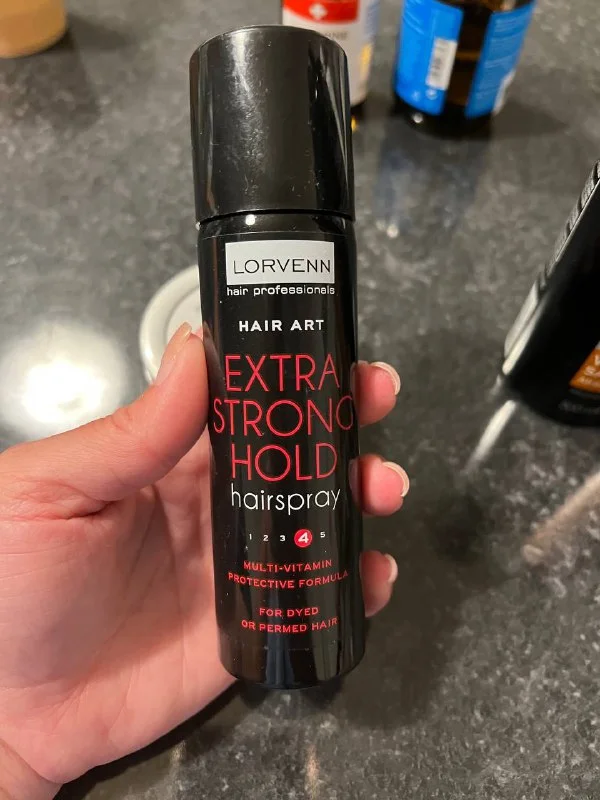 LORVENN
hair professionals
HAIR ART
EXTRA
STRONG
HOLD
hairspray
1 2 3 4 5
MULTI-VITAMIN
PROTECTIVE FORMULA
FOR DYED
OR PERMED HAIR